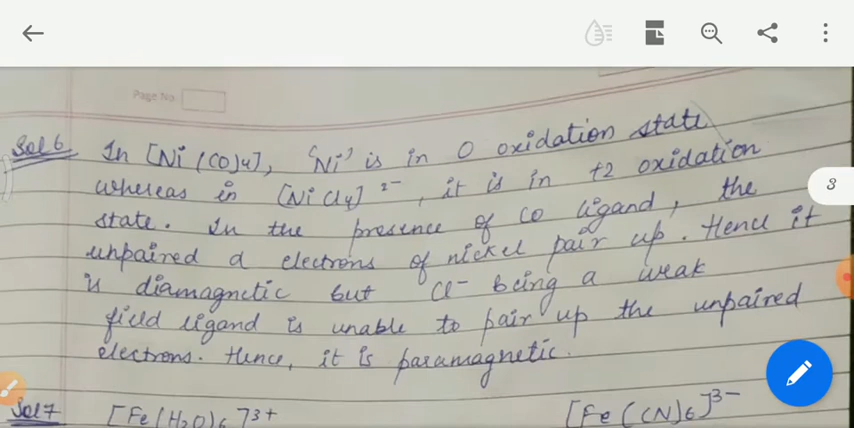 Page No
3
Sol 6 In [Ni(CO)4], 'Ni' is in 0 oxidation state
whereas in [NiCl4]2-, it is in +2 oxidation
state. In the presence of CO ligand, the
unpaired d electrons of nickel pair up. Hence it
is diamagnetic but Cl- being a weak
field ligand is unable to pair up the unpaired
electrons. Hence, it is paramagnetic.
Sol 7 [Fe(H2O)6]3+ [Fe(CN)6]3-